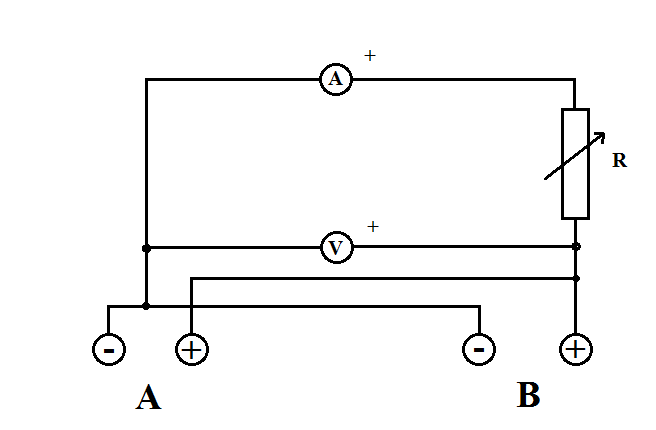 +
A
R
+
V
- + - +
A B